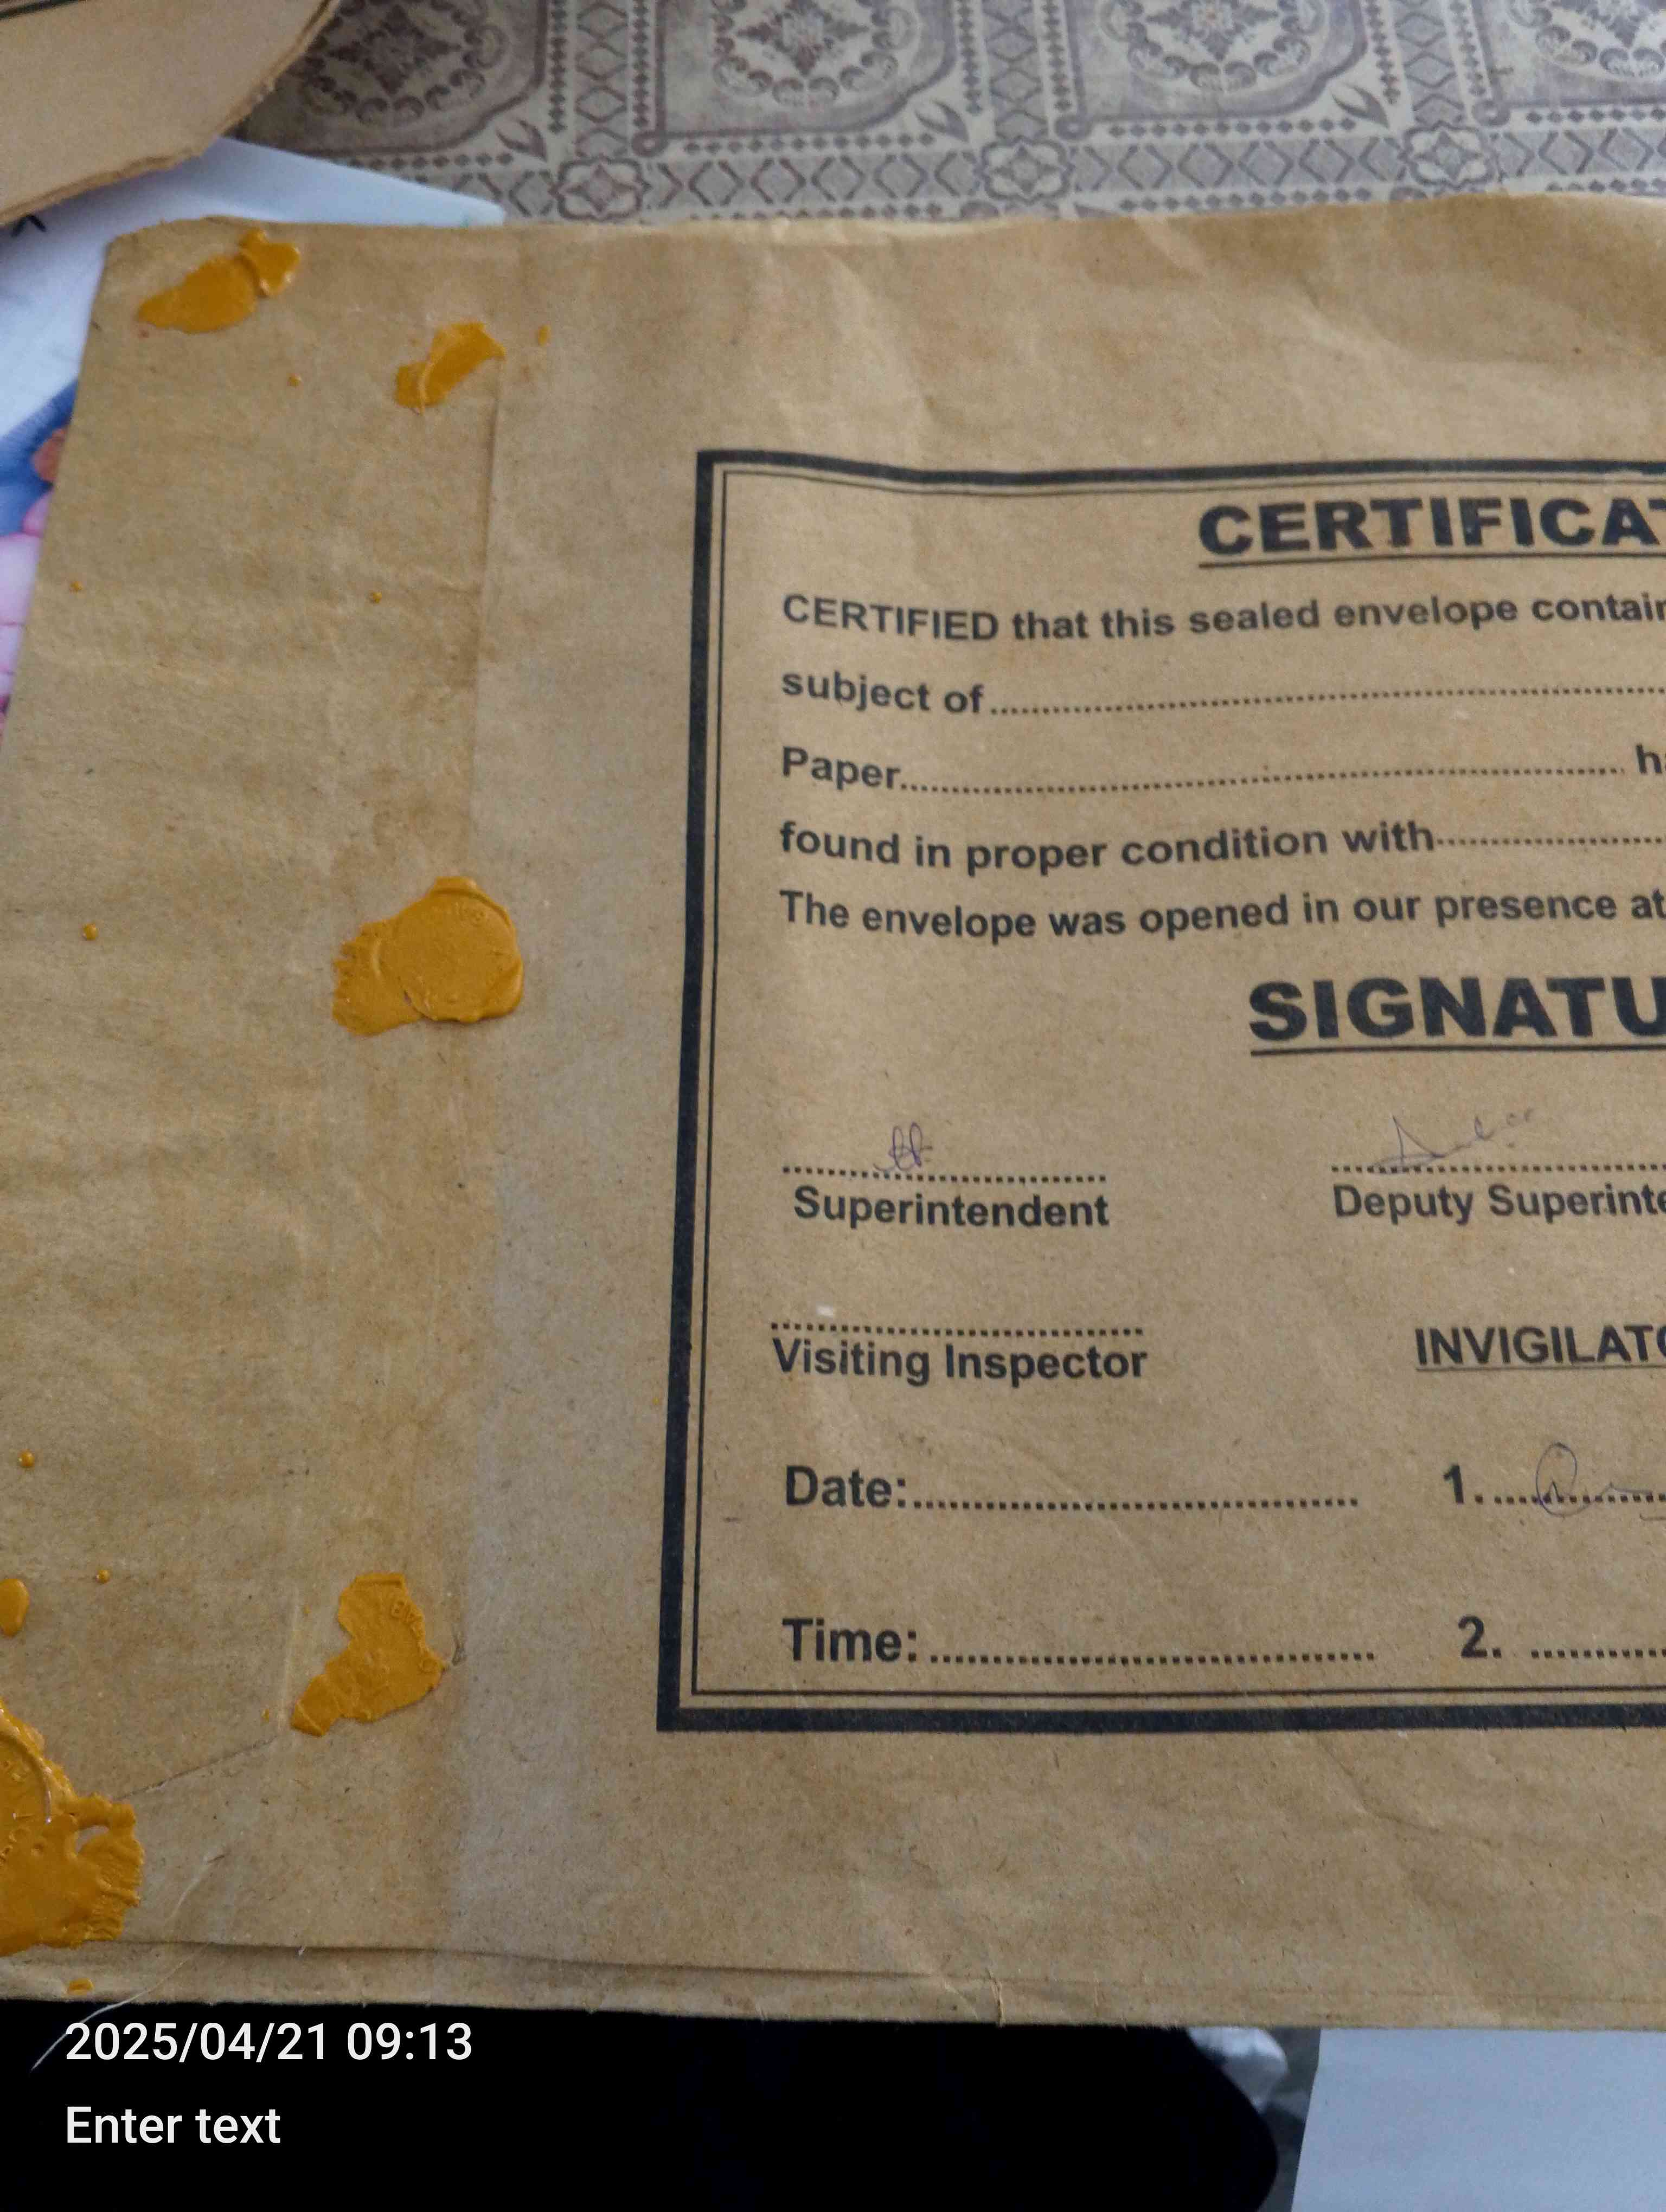 CERTIFICAT
CERTIFIED that this sealed envelope contain
subject of
Paper ha
found in proper condition with
The envelope was opened in our presence at
SIGNATU
Superintendent Deputy Superinte
Visiting Inspector INVIGILATO
Date: 1.
Time: 2.
2025/04/21 09:13
Enter text